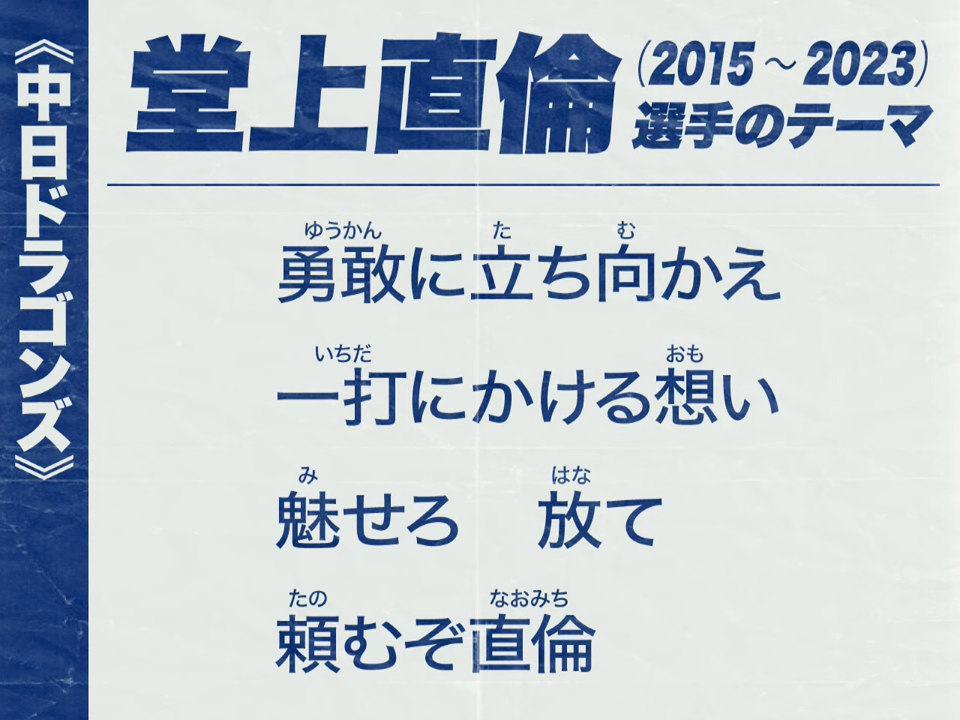 《中日ドラゴンズ》
堂上直倫(2015～2023)
選手のテーマ
ゆうかん た む
勇敢に立ち向かえ
いちだ おも
一打にかける想い
み はな
魅せろ　放て
たの なおみち
頼むぞ直倫